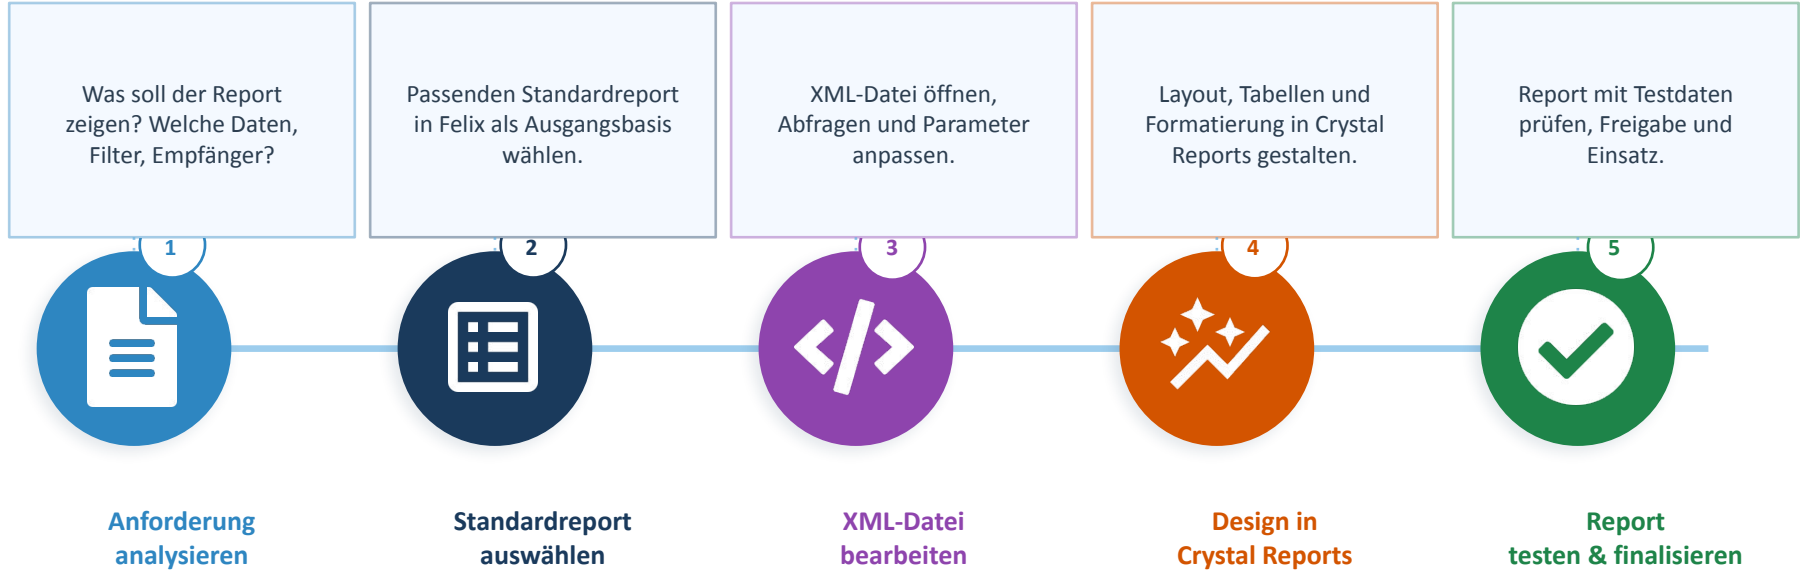 Was soll der Report
zeigen? Welche Daten,
Filter, Empfänger?
Passenden Standardreport
in Felix als Ausgangsbasis
wählen.
XML-Datei öffnen,
Abfragen und Parameter
anpassen.
Layout, Tabellen und
Formatierung in Crystal
Reports gestalten.
Report mit Testdaten
prüfen, Freigabe und
Einsatz.
1
2
3
4
5
Anforderung
analysieren
Standardreport
auswählen
XML-Datei
bearbeiten
Design in
Crystal Reports
Report
testen & finalisieren